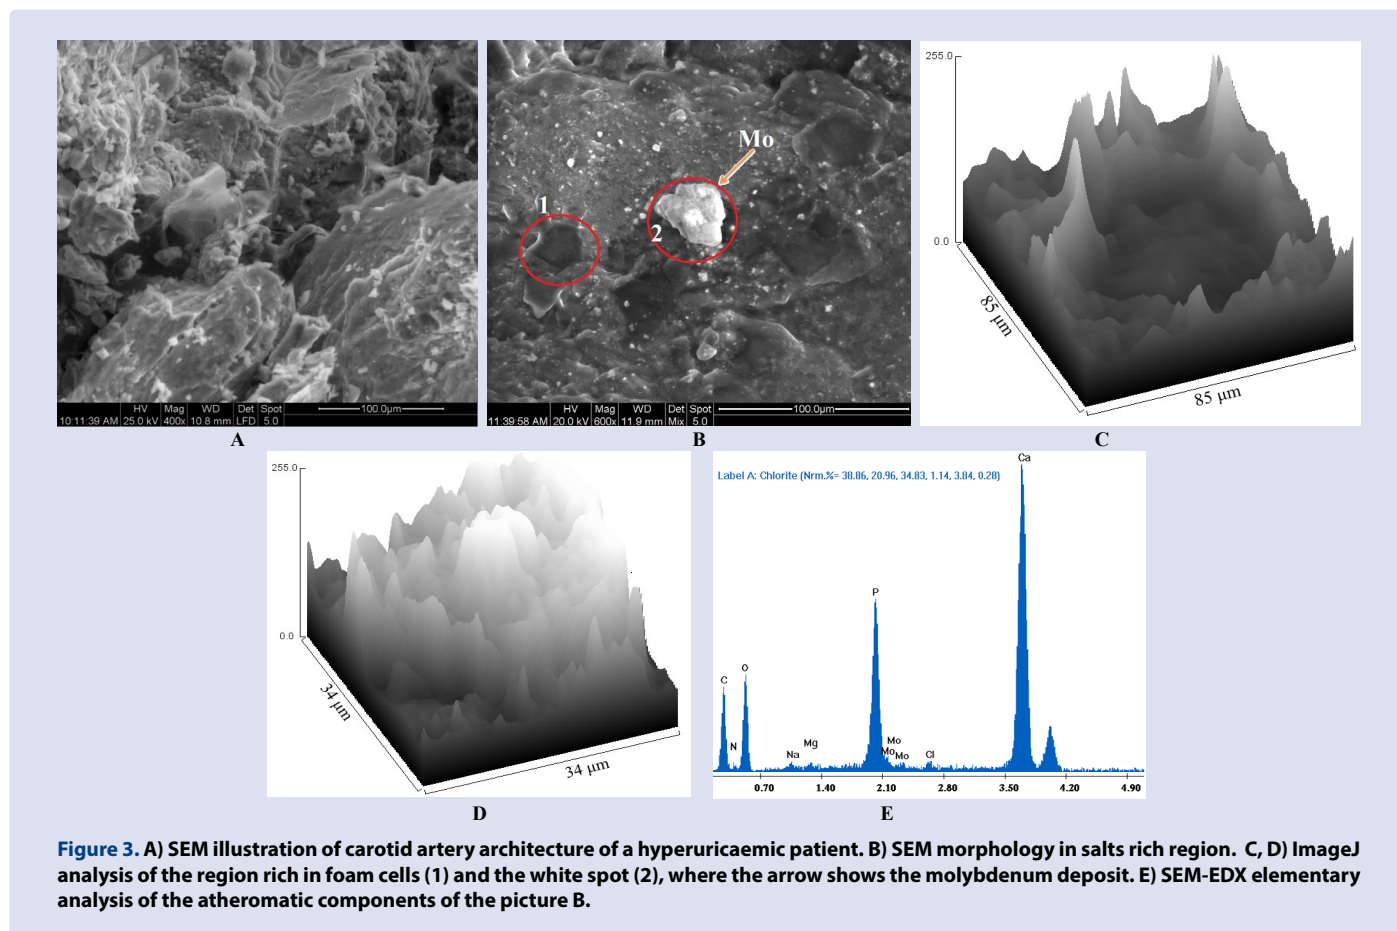 10:11:39 AM HV 25.0 kV Mag 400x WD 10.8 mm Det LFD Spot 5.0 100.0µm
A
Mo
1
2
11:39:58 AM HV 20.0 kV Mag 600x WD 11.9 mm Det Mix Spot 5.0 100.0µm
B
255.0
0.0
85 µm
85 µm
C
255.0
0.0
34 µm
34 µm
D
Label A: Chlorite (Nrm.%= 38.86, 20.96, 34.83, 1.14, 3.84, 0.28)
C
N
O
Na
Mg
P
Mo
Mo
Mo
Cl
Ca
0.70 1.40 2.10 2.80 3.50 4.20 4.90
E
Figure 3. A) SEM illustration of carotid artery architecture of a hyperuricaemic patient. B) SEM morphology in salts rich region. C, D) ImageJ
analysis of the region rich in foam cells (1) and the white spot (2), where the arrow shows the molybdenum deposit. E) SEM-EDX elementary
analysis of the atheromatic components of the picture B.